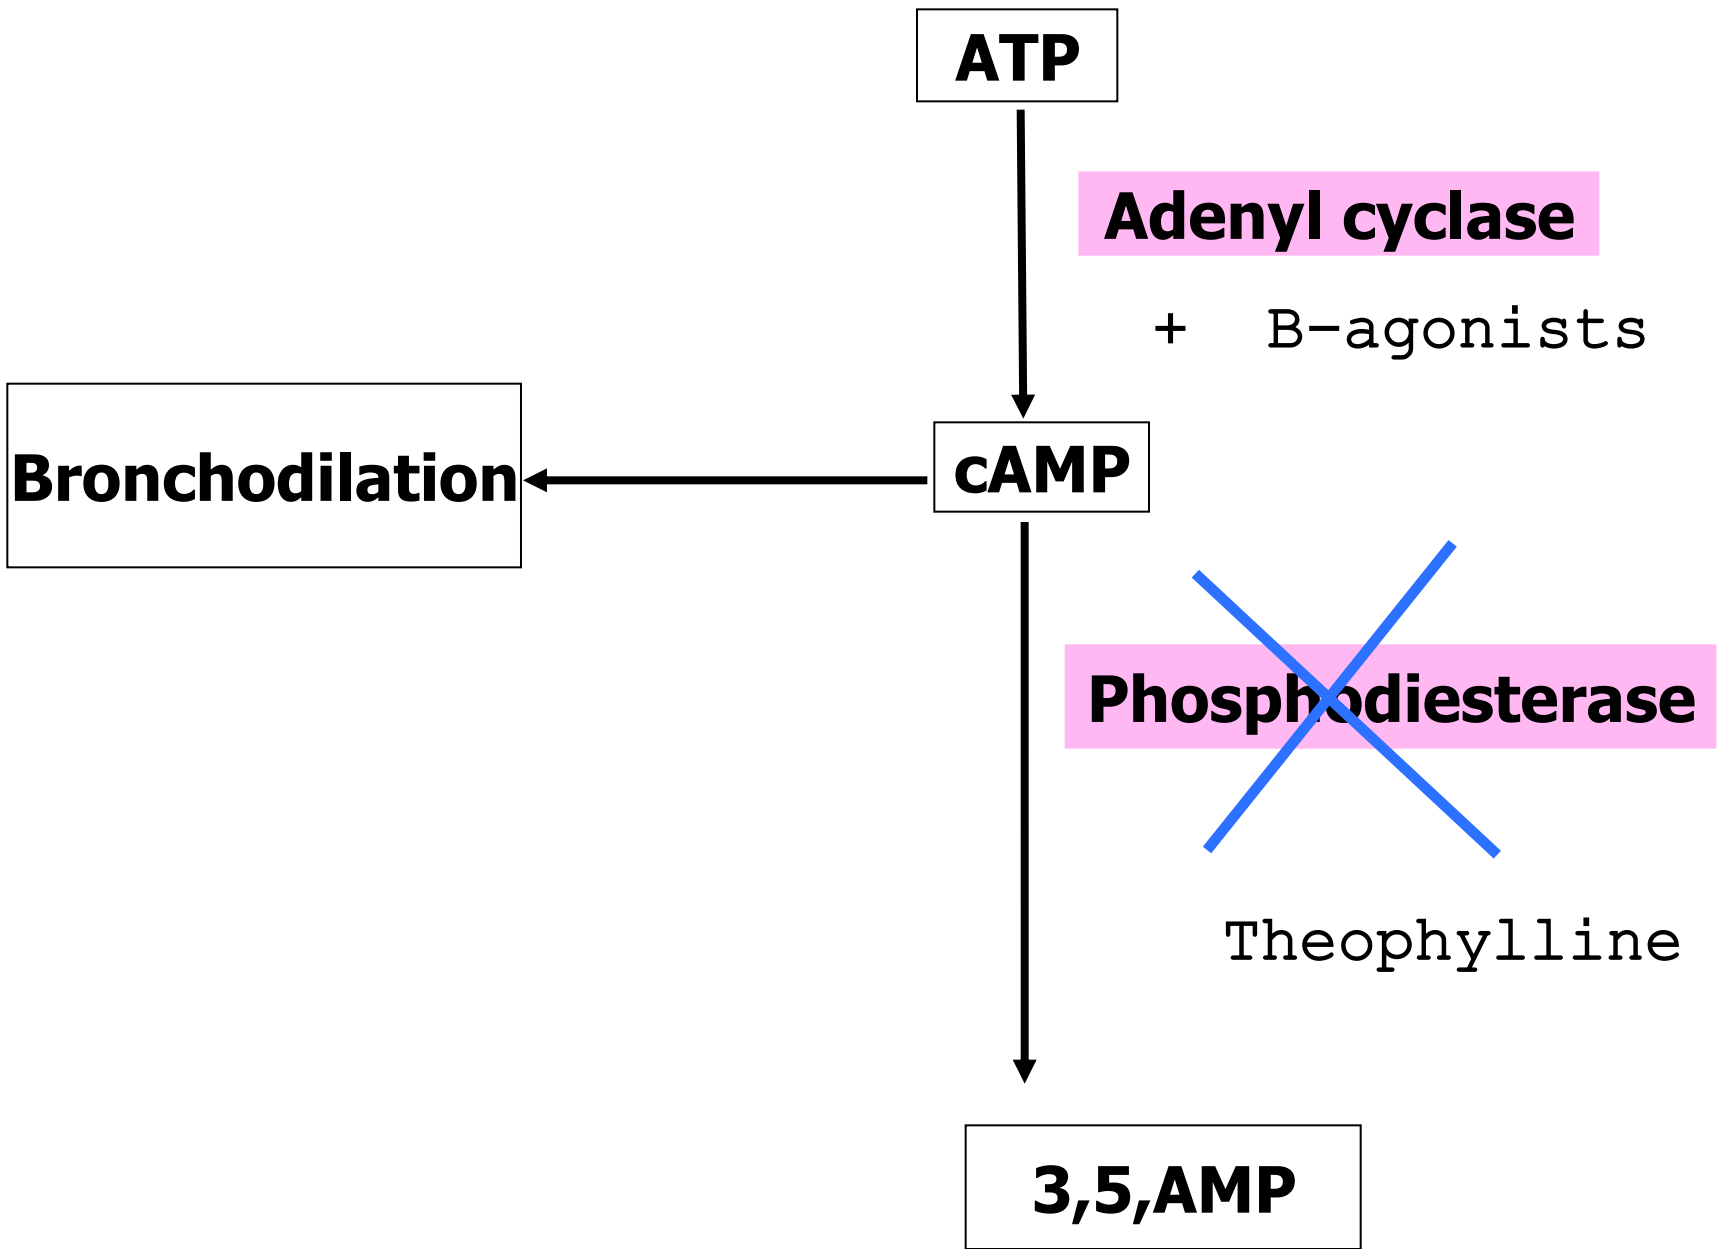 ATP
Adenyl cyclase
+ B-agonists
Bronchodilation
cAMP
Phosphodiesterase
Theophylline
3,5,AMP